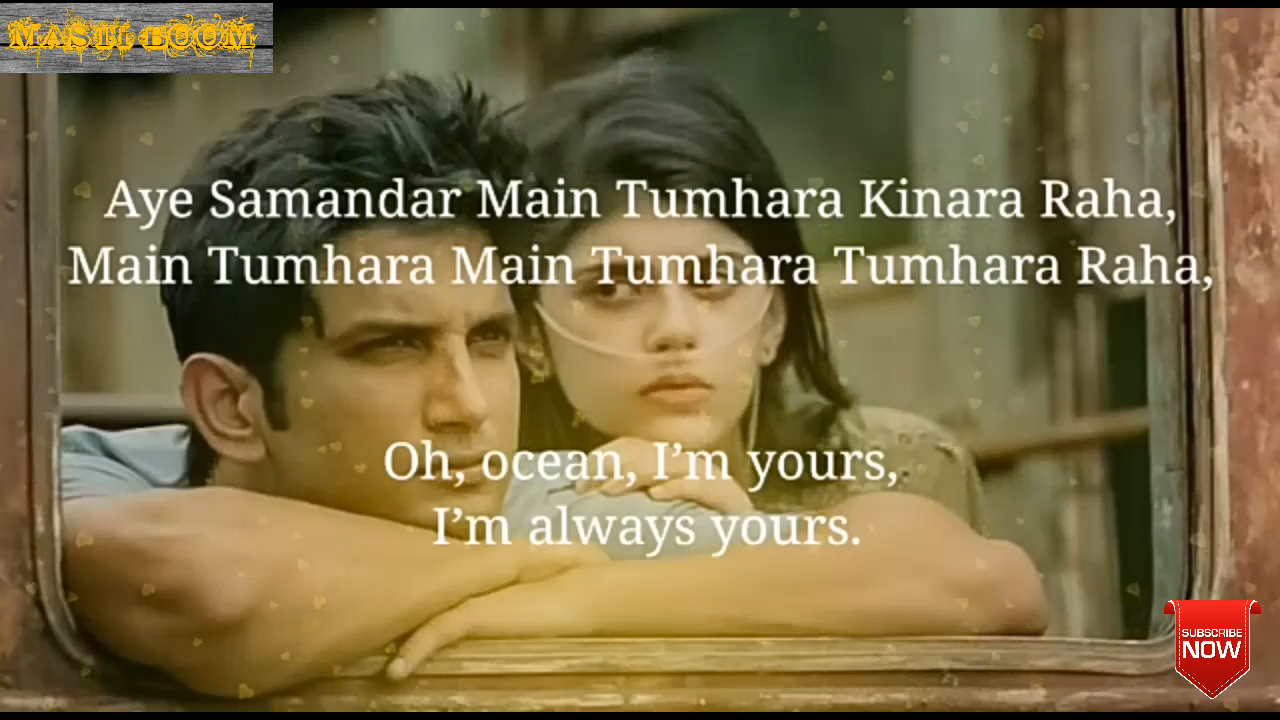 MASTI BOOM
Aye Samandar Main Tumhara Kinara Raha,
Main Tumhara Main Tumhara Tumhara Raha,
Oh, ocean, I’m yours,
I’m always yours.
SUBSCRIBE
NOW